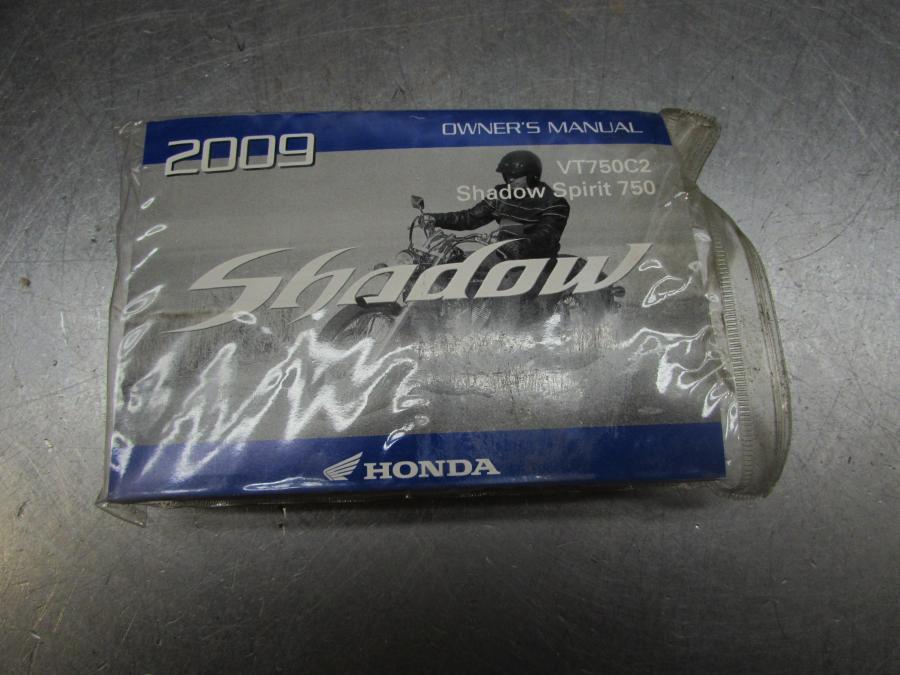 2009
OWNER'S MANUAL
VT750C2
Shadow Spirit 750
Shadow
HONDA